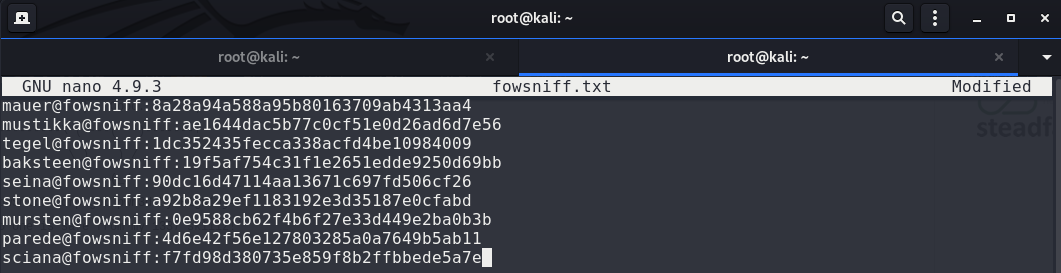 root@kali: ~
root@kali: ~
root@kali: ~
GNU nano 4.9.3 fowsniff.txt Modified
mauer@fowsniff:8a28a94a588a95b80163709ab4313aa4
mustikka@fowsniff:ae1644dac5b77c0cf51e0d26ad6d7e56
tegel@fowsniff:1dc352435fecca338acfd4be10984009
baksteen@fowsniff:19f5af754c31f1e2651edde9250d69bb
seina@fowsniff:90dc16d47114aa13671c697fd506cf26
stone@fowsniff:a92b8a29ef1183192e3d35187e0cfabd
mursten@fowsniff:0e9588cb62f4b6f27e33d449e2ba0b3b
parede@fowsniff:4d6e42f56e127803285a0a7649b5ab11
sciana@fowsniff:f7fd98d380735e859f8b2ffbbede5a7e
steadf